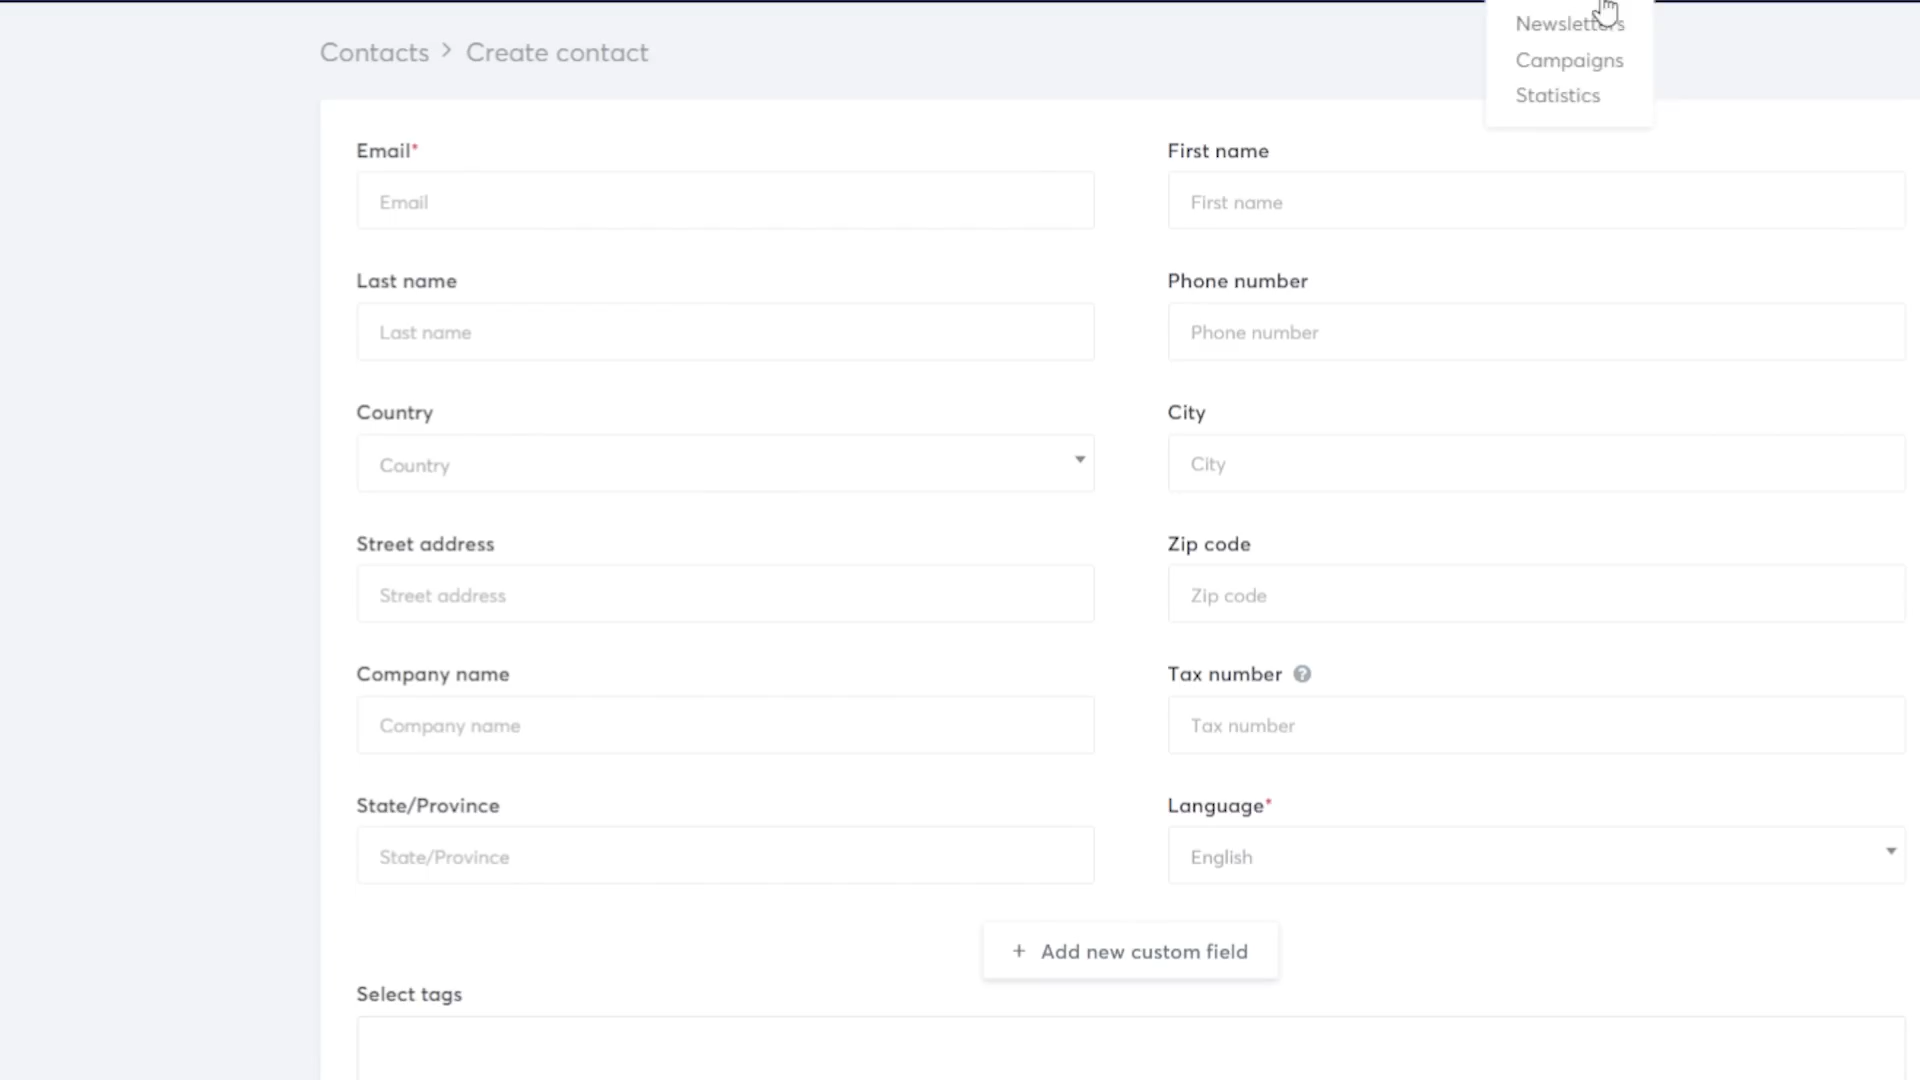 Newsletters
Campaigns
Statistics
Contacts > Create contact
Email*
Email
First name
First name
Last name
Last name
Phone number
Phone number
Country
Country
City
City
Street address
Street address
Zip code
Zip code
Company name
Company name
Tax number ?
Tax number
State/Province
State/Province
Language*
English
+ Add new custom field
Select tags